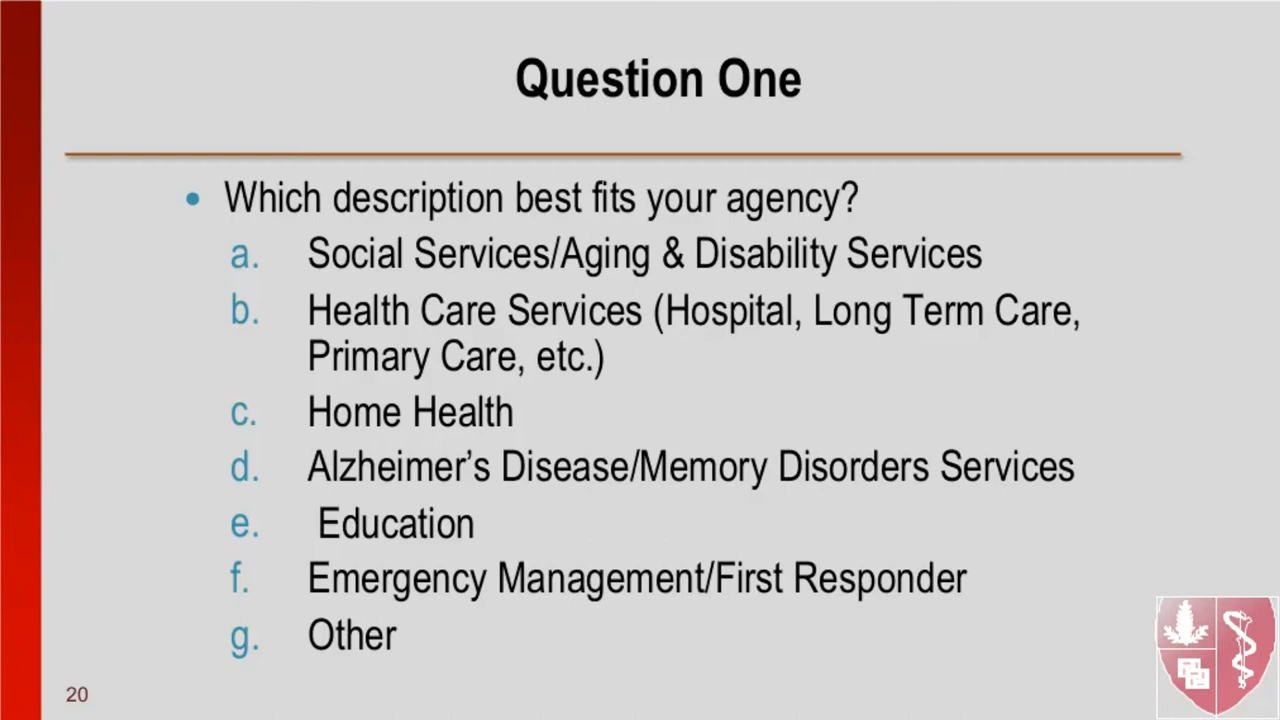 Question One
• Which description best fits your agency?
a. Social Services/Aging & Disability Services
b. Health Care Services (Hospital, Long Term Care,
Primary Care, etc.)
c. Home Health
d. Alzheimer’s Disease/Memory Disorders Services
e. Education
f. Emergency Management/First Responder
g. Other
20